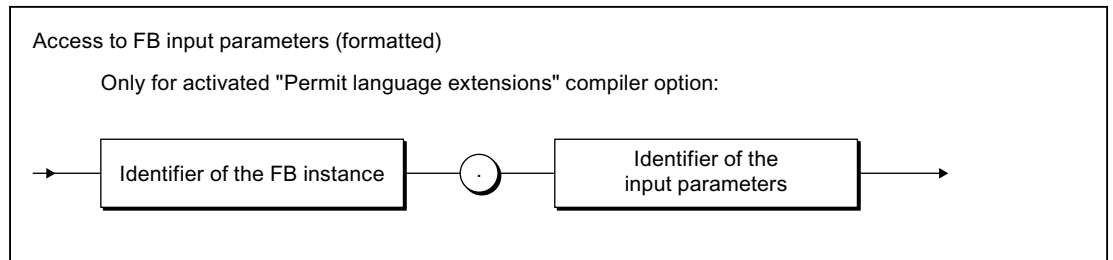 Access to FB input parameters (formatted)
Only for activated "Permit language extensions" compiler option:
Identifier of the FB instance
.
Identifier of the
input parameters